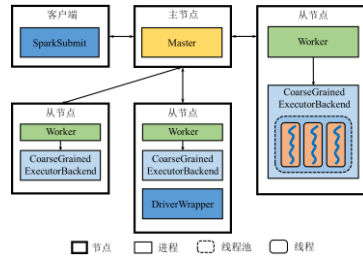 客户端
主节点
从节点
SparkSubmit
Master
Worker
CoarseGrained
ExecutorBackend
从节点
从节点
Worker
Worker
CoarseGrained
ExecutorBackend
CoarseGrained
ExecutorBackend
DriverWrapper
节点
进程
线程池
线程